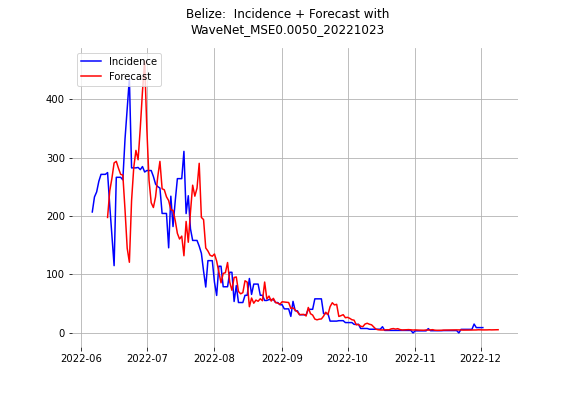 Belize:  Incidence + Forecast with
WaveNet_MSE0.0050_20221023
Incidence
Forecast
400
300
200
100
0
2022-06 2022-07 2022-08 2022-09 2022-10 2022-11 2022-12